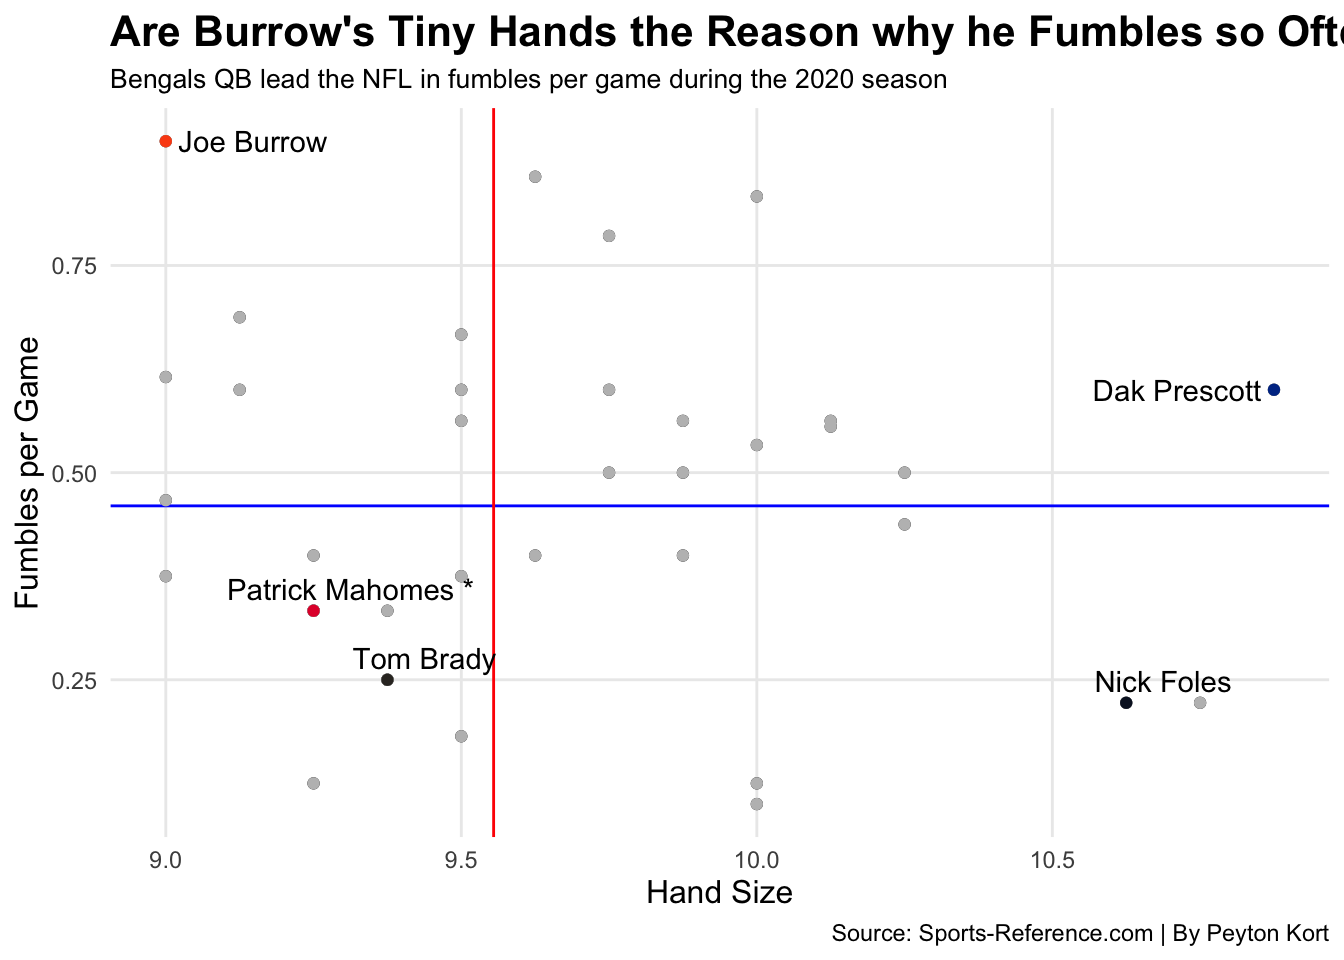 Are Burrow's Tiny Hands the Reason why he Fumbles so Ofte
Bengals QB lead the NFL in fumbles per game during the 2020 season
Joe Burrow
0.75
Dak Prescott
Fumbles per Game
0.50
Patrick Mahomes *
Tom Brady
0.25
Nick Foles
9.0
9.5
10.0
10.5
Hand Size
Source: Sports-Reference.com | By Peyton Kort